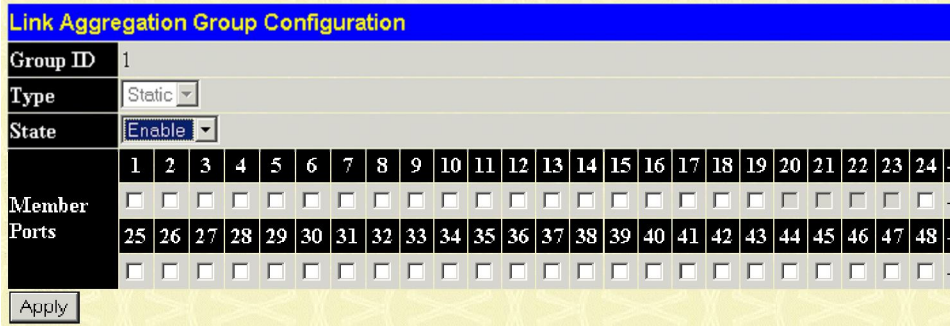 Link Aggregation Group Configuration
Group ID 1
Type Static
State Enable
1 2 3 4 5 6 7 8 9 10 11 12 13 14 15 16 17 18 19 20 21 22 23 24
Member Ports
25 26 27 28 29 30 31 32 33 34 35 36 37 38 39 40 41 42 43 44 45 46 47 48
Apply